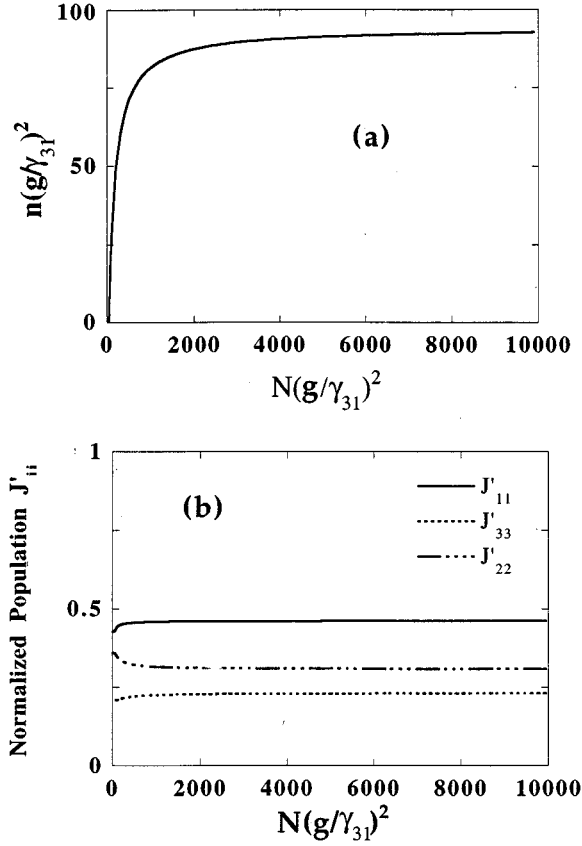 100
50
0
n(g/γ₃₁)²
(a)
0 2000 4000 6000 8000 10000
N(g/γ₃₁)²
1
0.5
0
Normalized Population J'ᵢᵢ
(b)
J'₁₁
J'₃₃
J'₂₂
0 2000 4000 6000 8000 10000
N(g/γ₃₁)²